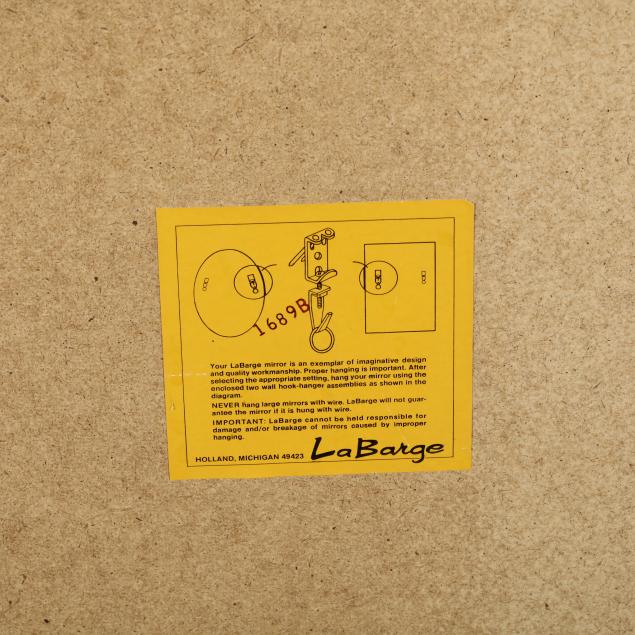 1689B
Your LaBarge mirror is an exemplar of imaginative design
and quality workmanship. Proper hanging is important. After
selecting the appropriate setting, hang your mirror using the
enclosed two wall hook-hanger assemblies as shown in the
diagram.
NEVER hang large mirrors with wire. LaBarge will not guar-
antee the mirror if it is hung with wire.
IMPORTANT: LaBarge cannot be held responsible for
damage and/or breakage of mirrors caused by improper
hanging.
HOLLAND, MICHIGAN 49423 LaBarge